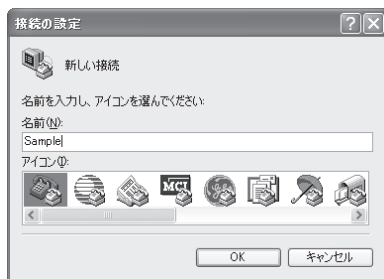 接続の設定
新しい接続
名前を入力し、アイコンを選んでください:
名前(N):
Sample
アイコン(I):
MCI
OK
キャンセル